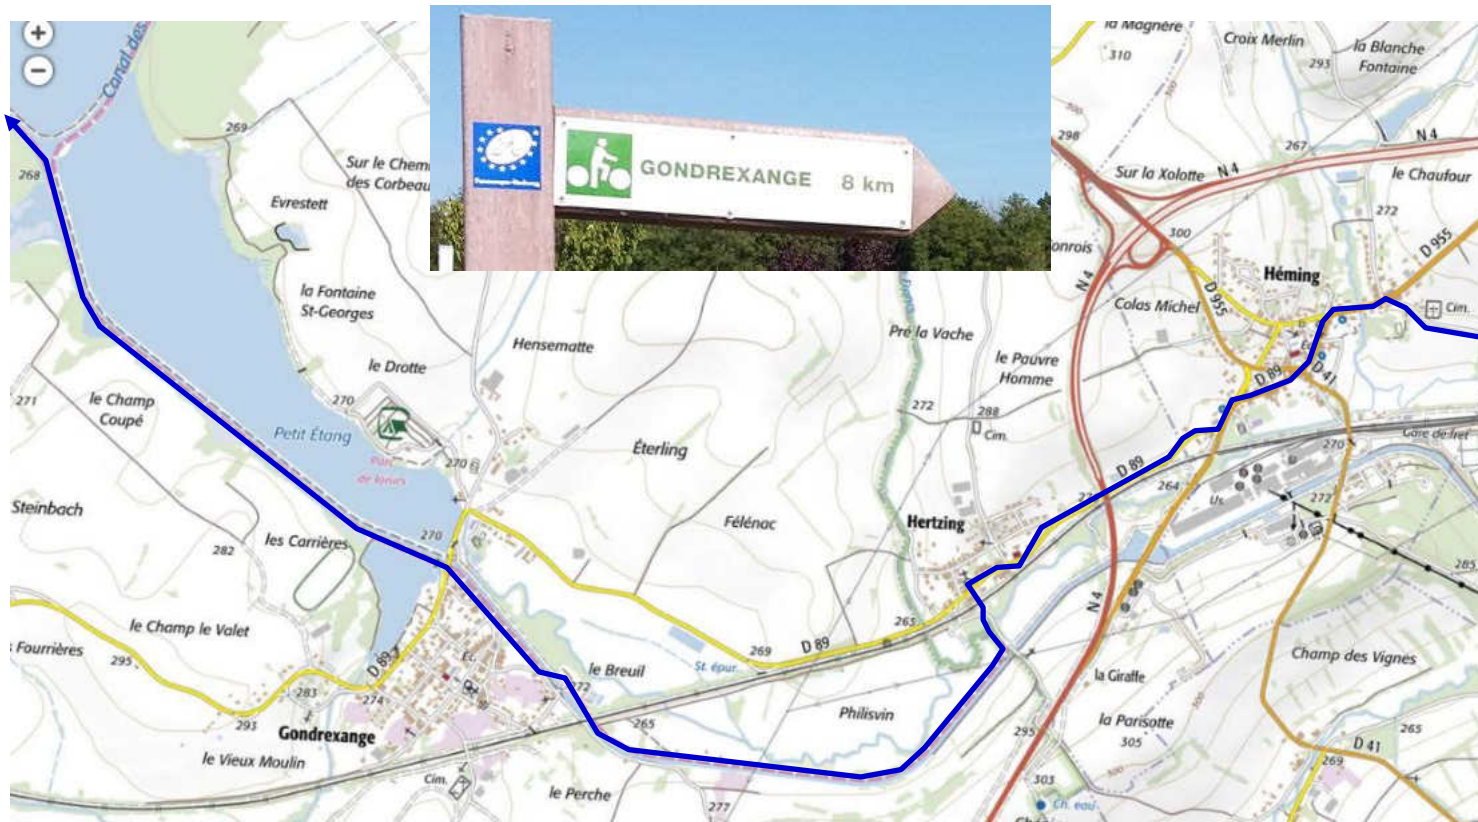 +
−
Canal des
269
268
Sur le Chem
des Corbeau
Evrestett
la Fontaine
St-Georges
le Drotte
270
271
le Champ
Coupé
Petit Étang
Parc
de loisirs
270
Steinbach
les Carrières
282
270
le Champ le Valet
Fourrières
295
D 89
283
274
293
Gondrexange
le Vieux Moulin
Cim.
Éc.
272
le Breuil
265
le Perche
277
St. épur.
269
D 89
265
Hensemattte
Éterling
Félénac
GONDREXANGE 8 km
Pré la Vache
le Pauvre
Homme
272
288
Cim.
Hertzing
Philisvin
D 89
la Magnère
310
Croix Merlin
la Blanche
Fontaine
293
298
267
N 4
Sur la Xolotte
N 4
le Chaufour
272
300
D 955
Héming
onrois
N 4
Colas Michel
D 955
Cim.
D 89
D 41
270
Gare de fret
264
Us.
272
285
N 4
la Giraffe
la Parisotte
305
295
303
Ch. eau
Champ des Vignes
D 41
265
269